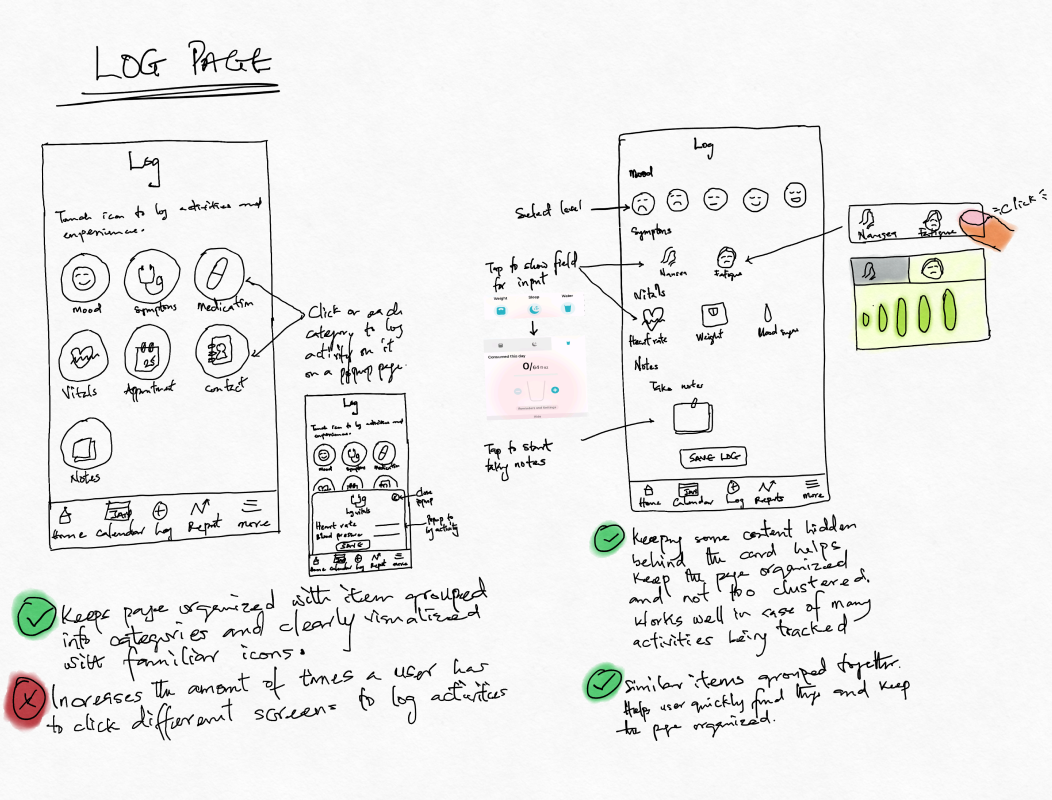 LOG PAGE
Log
Touch icon to log activities and
experience.
Mood
Symptoms
Medication
Vitals
Appointment
Contact
Notes
Home
Calendar
Log
Report
more
Click on each
category to log
activity on it
on a popup page.
Log
Touch icon to log activities and
experience.
Mood
Symptoms
Medication
Log
Log vitals
Heart rate
Blood pressure
SAVE
Close
popup
Popup to
log activity
Home
Calendar
Log
Report
more
Keeps page organized with item grouped
into categories and clearly visualized
with familiar icons.
Increases the amount of times a user has
to click different screens to log activities
Log
Mood
Select level
Symptoms
Nausea
Fatigue
Tap to show field
for input
Vitals
Heart rate
Weight
Blood sugar
Notes
Take notes
Tap to start
taking notes
SAVE LOG
Home
Calendar
Log
Reports
more
Weight
Sleep
Water
Consumed this day
0/64 fl oz
Nausea
Fatigue
Click
Keeping some content hidden
behind the card helps
keep the page organized
and not too clustered.
Works well in case of many
activities being tracked
Similar items grouped together.
Helps user quickly find things and keep
the page organized.